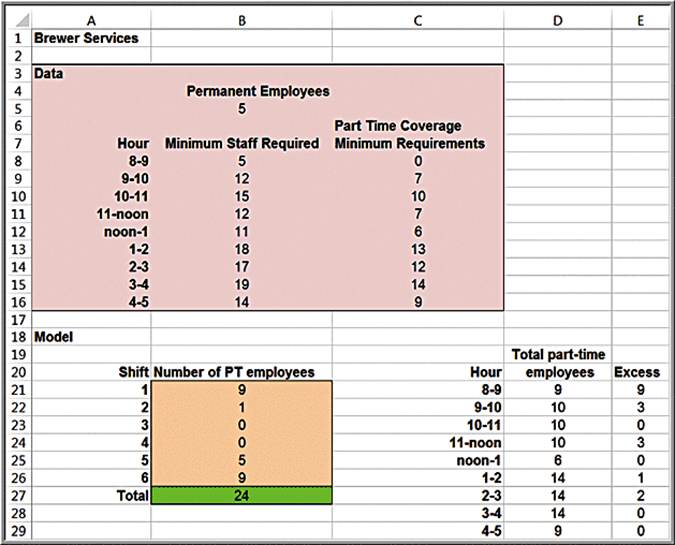 A B C D E
1 Brewer Services
2
3 Data
4 Permanent Employees
5 5
6 Part Time Coverage
7 Hour Minimum Staff Required Minimum Requirements
8 8-9 5 0
9 9-10 12 7
10 10-11 15 10
11 11-noon 12 7
12 noon-1 11 6
13 1-2 18 13
14 2-3 17 12
15 3-4 19 14
16 4-5 14 9
17
18 Model
19 Total part-time
20 Shift Number of PT employees Hour employees Excess
21 1 9 8-9 9 9
22 2 1 9-10 10 3
23 3 0 10-11 10 0
24 4 0 11-noon 10 3
25 5 5 noon-1 6 0
26 6 9 1-2 14 1
27 Total 24 2-3 14 2
28 3-4 14 0
29 4-5 9 0